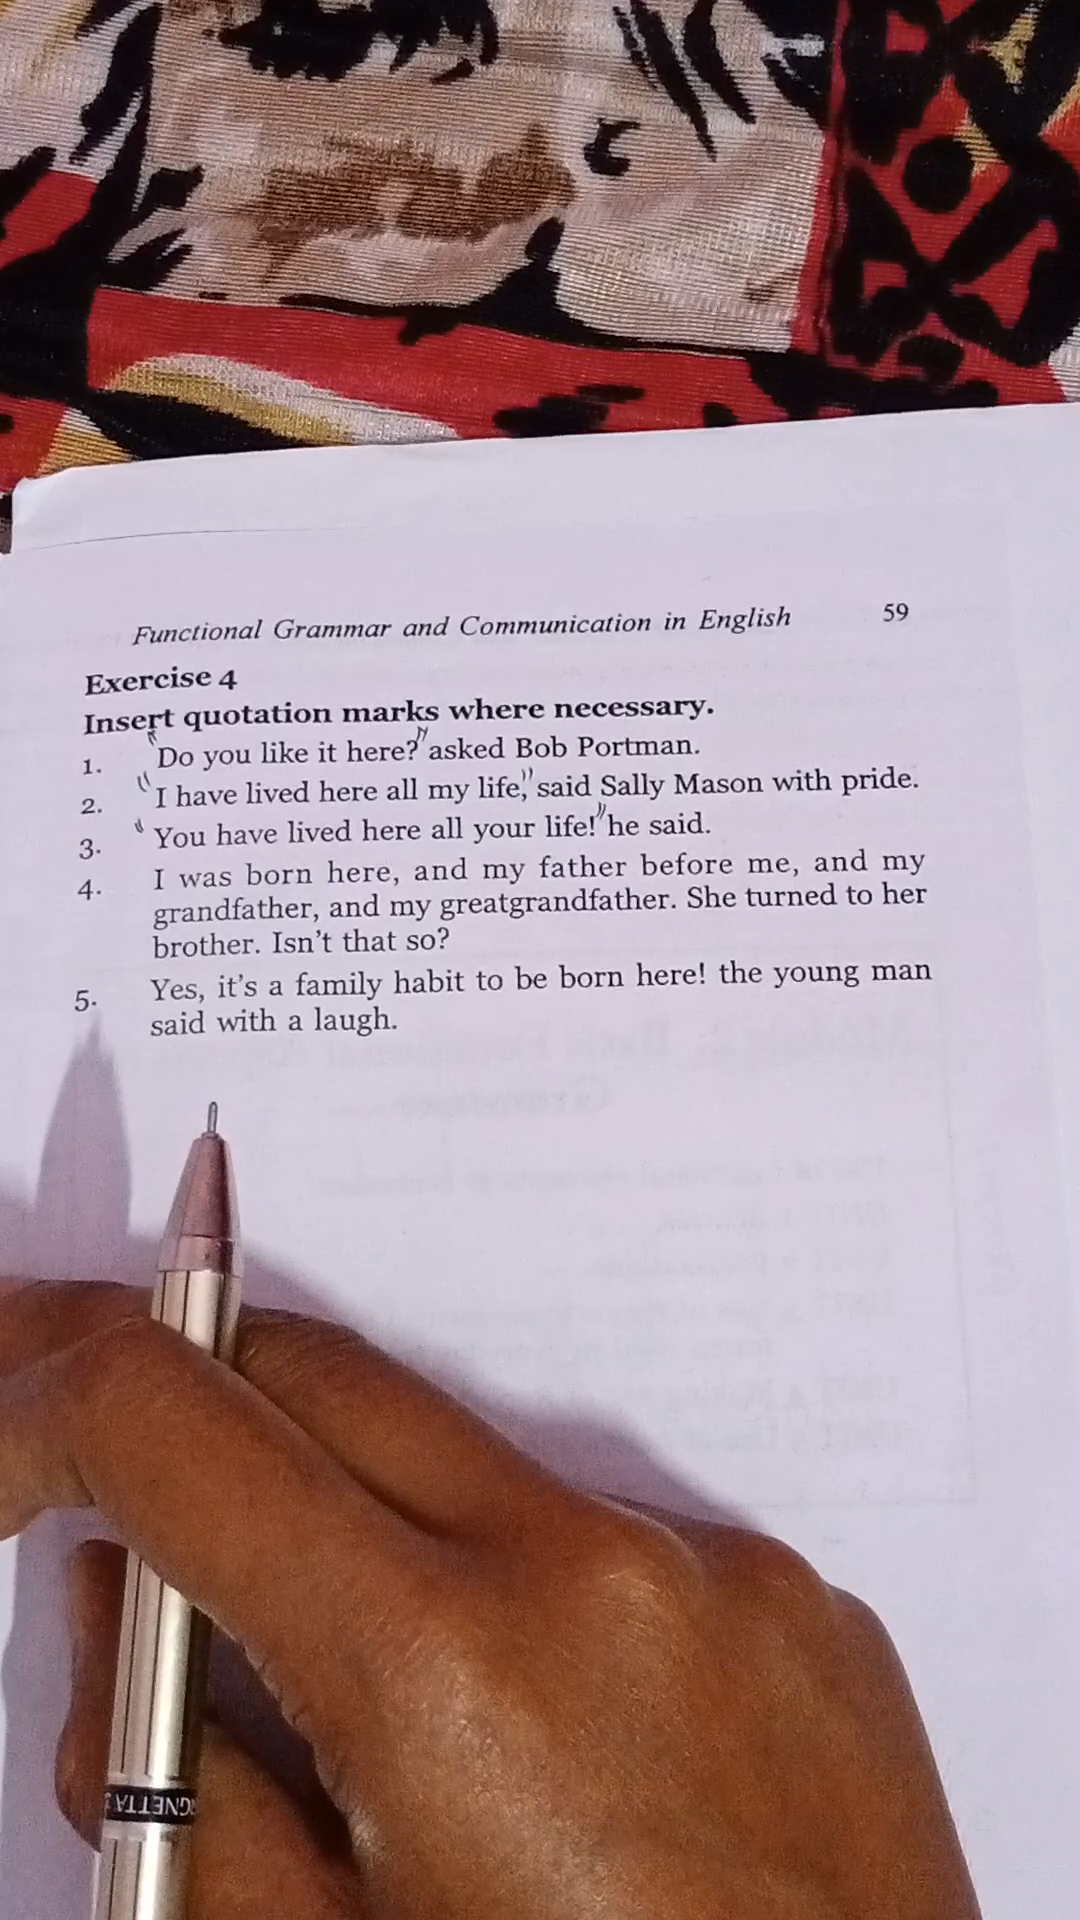 Functional Grammar and Communication in English 59
Exercise 4
Insert quotation marks where necessary.
1. "Do you like it here?" asked Bob Portman.
2. "I have lived here all my life," said Sally Mason with pride.
3. "You have lived here all your life!" he said.
4. I was born here, and my father before me, and my
grandfather, and my greatgrandfather. She turned to her
brother. Isn't that so?
5. Yes, it's a family habit to be born here! the young man
said with a laugh.